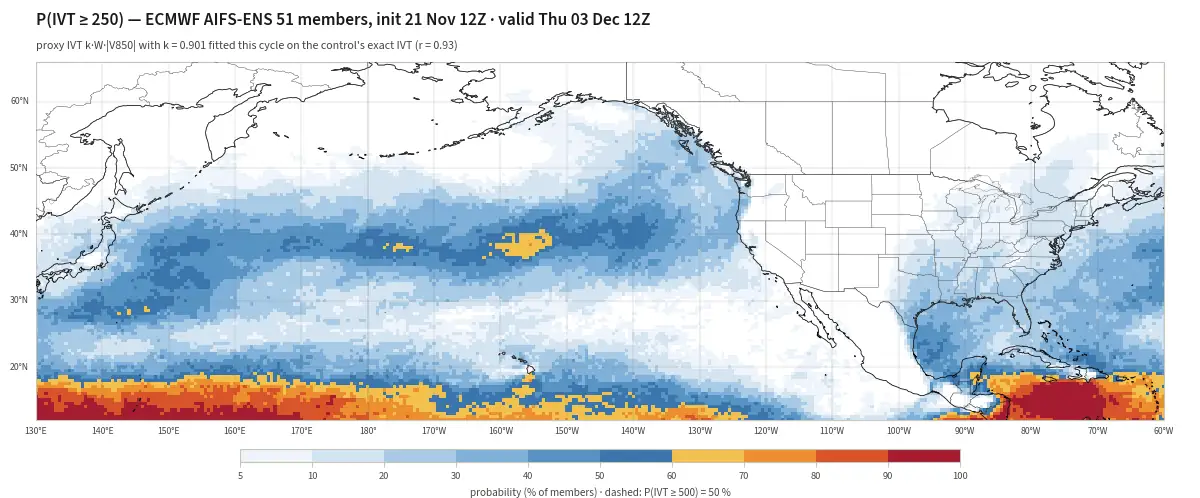 P(IVT ≥ 250) — ECMWF AIFS-ENS 51 members, init 21 Nov 12Z · valid Thu 03 Dec 12Z
proxy IVT k·W·|V850| with k = 0.901 fitted this cycle on the control's exact IVT (r = 0.93)
60°N
50°N
40°N
30°N
20°N
130°E 140°E 150°E 160°E 170°E 180° 170°W 160°W 150°W 140°W 130°W 120°W 110°W 100°W 90°W 80°W 70°W 60°W
5 10 20 30 40 50 60 70 80 90 100
probability (% of members) · dashed: P(IVT ≥ 500) = 50 %